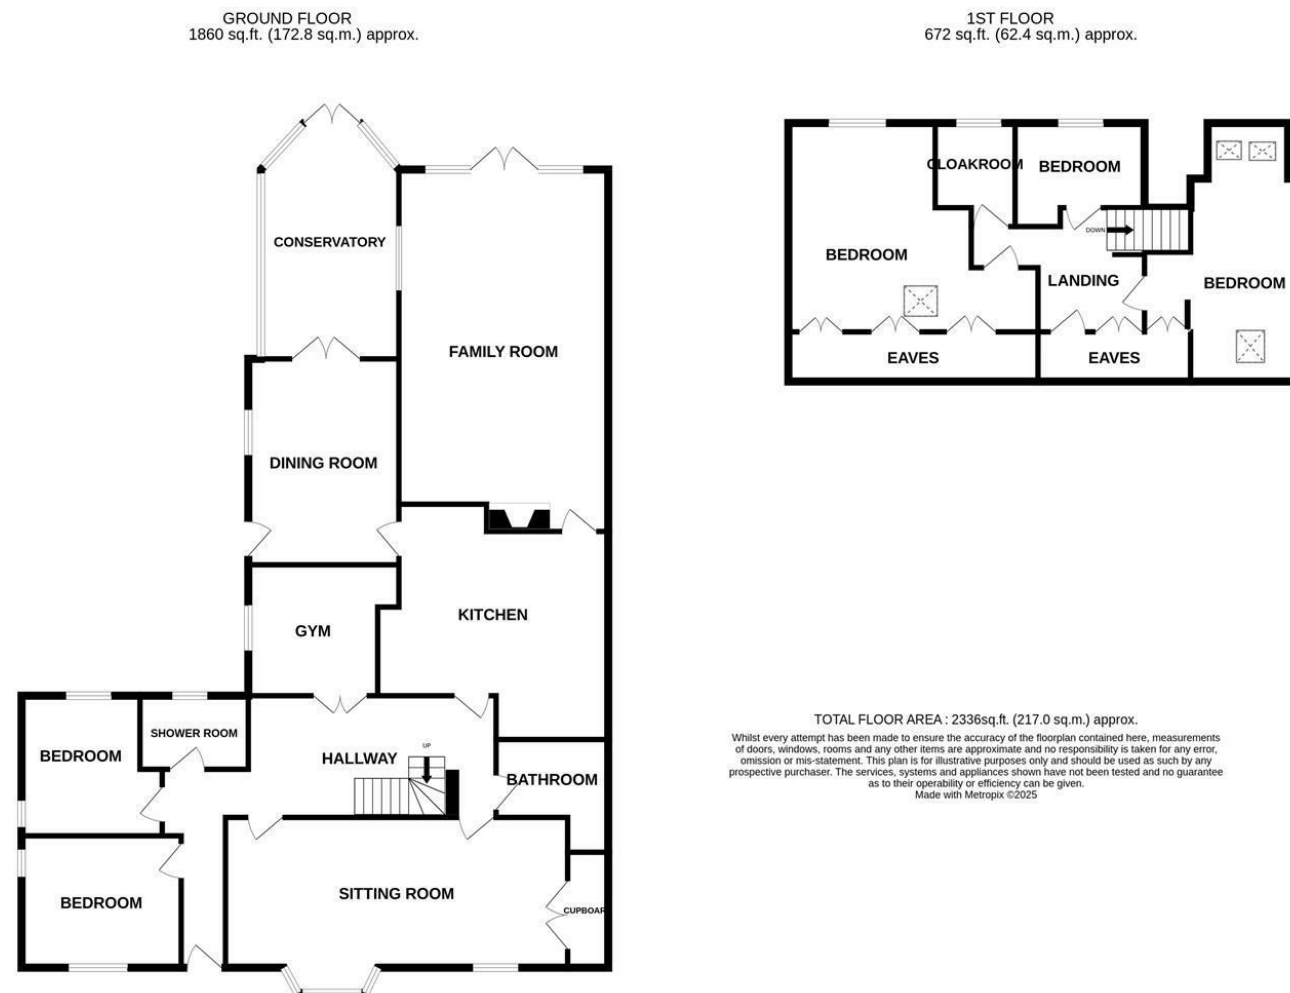 GROUND FLOOR
1860 sq.ft. (172.8 sq.m.) approx.
1ST FLOOR
672 sq.ft. (62.4 sq.m.) approx.
CONSERVATORY
FAMILY ROOM
DINING ROOM
KITCHEN
GYM
SHOWER ROOM
BEDROOM
HALLWAY
UP
BATHROOM
BEDROOM
SITTING ROOM
CUPBOAR
CLOAKROOM
BEDROOM
DOWN
BEDROOM
LANDING
BEDROOM
EAVES
EAVES
TOTAL FLOOR AREA : 2336sq.ft. (217.0 sq.m.) approx.
Whilst every attempt has been made to ensure the accuracy of the floorplan contained here, measurements
of doors, windows, rooms and any other items are approximate and no responsibility is taken for any error,
omission or mis-statement. This plan is for illustrative purposes only and should be used as such by any
prospective purchaser. The services, systems and appliances shown have not been tested and no guarantee
as to their operability or efficiency can be given.
Made with Metropix ©2025